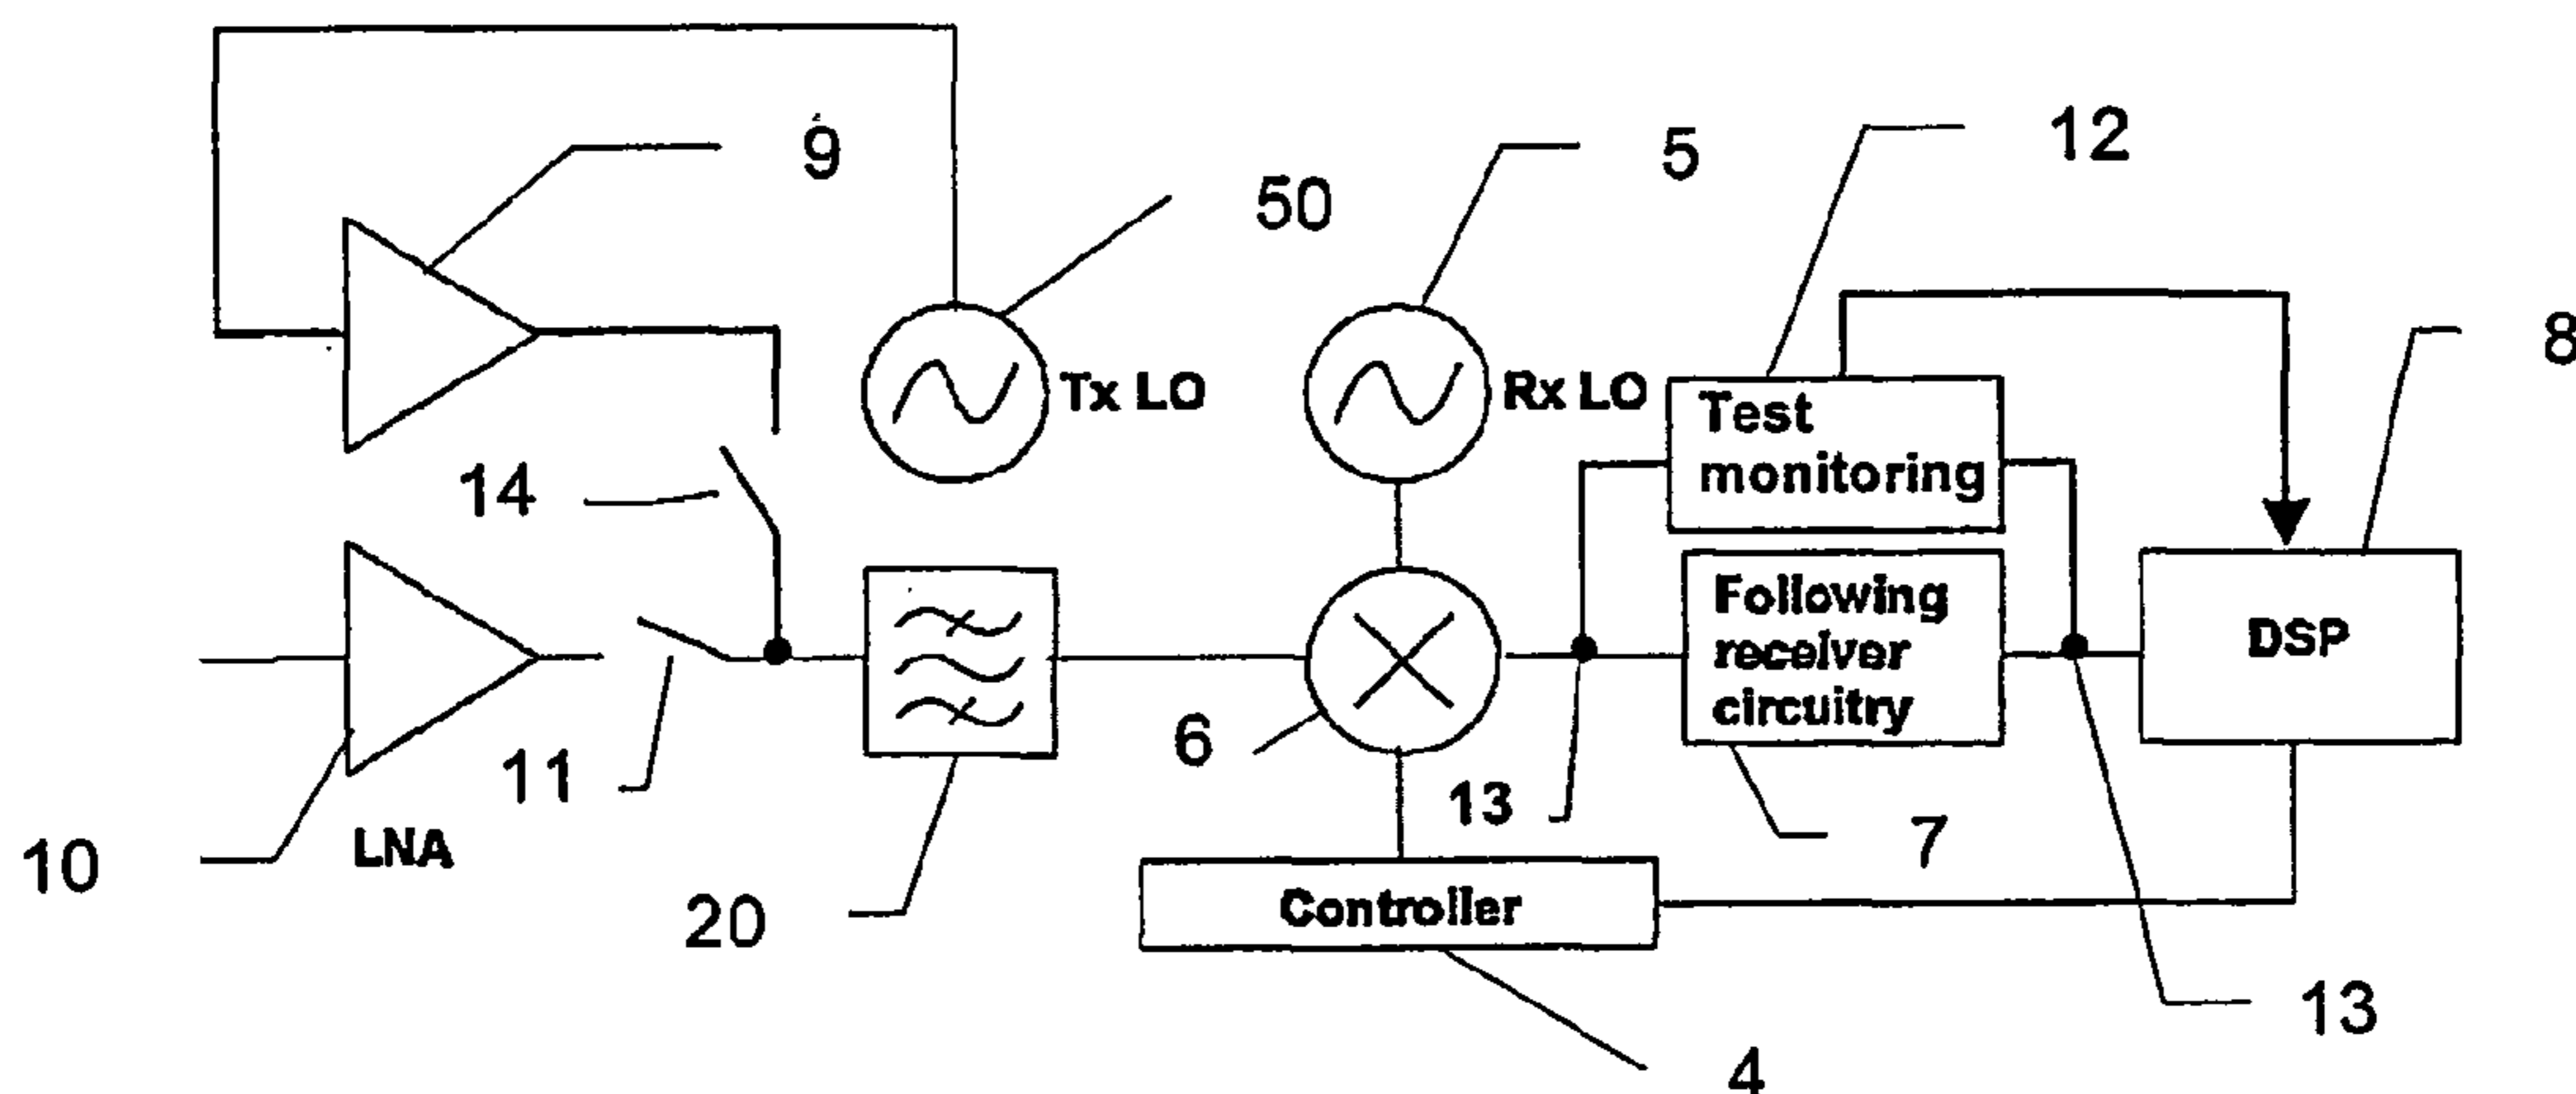 9
50
5
12
8
Tx LO
Rx LO
Test
monitoring
14
Following
receiver
circuitry
DSP
11
6
13
7
10
LNA
20
Controller
13
4